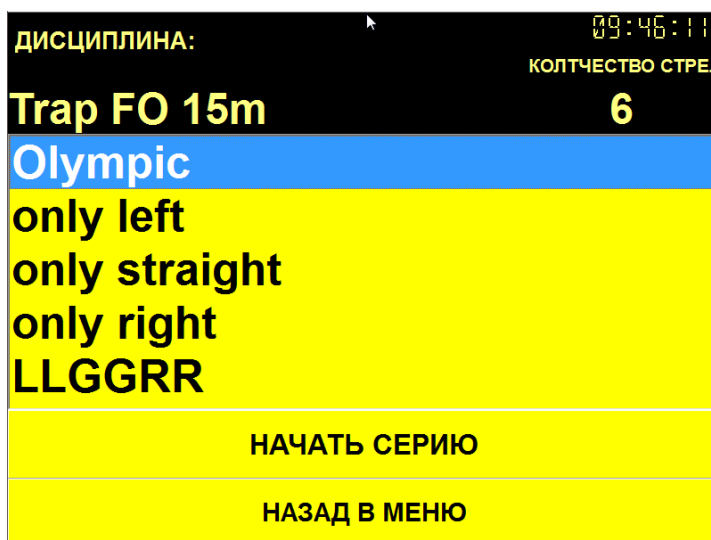 ДИСЦИПЛИНА:
09:46:11
КОЛТЧЕСТВО СТРЕ
Trap FO 15m
6
Olympic
only left
only straight
only right
LLGGRR
НАЧАТЬ СЕРИЮ
НАЗАД В МЕНЮ